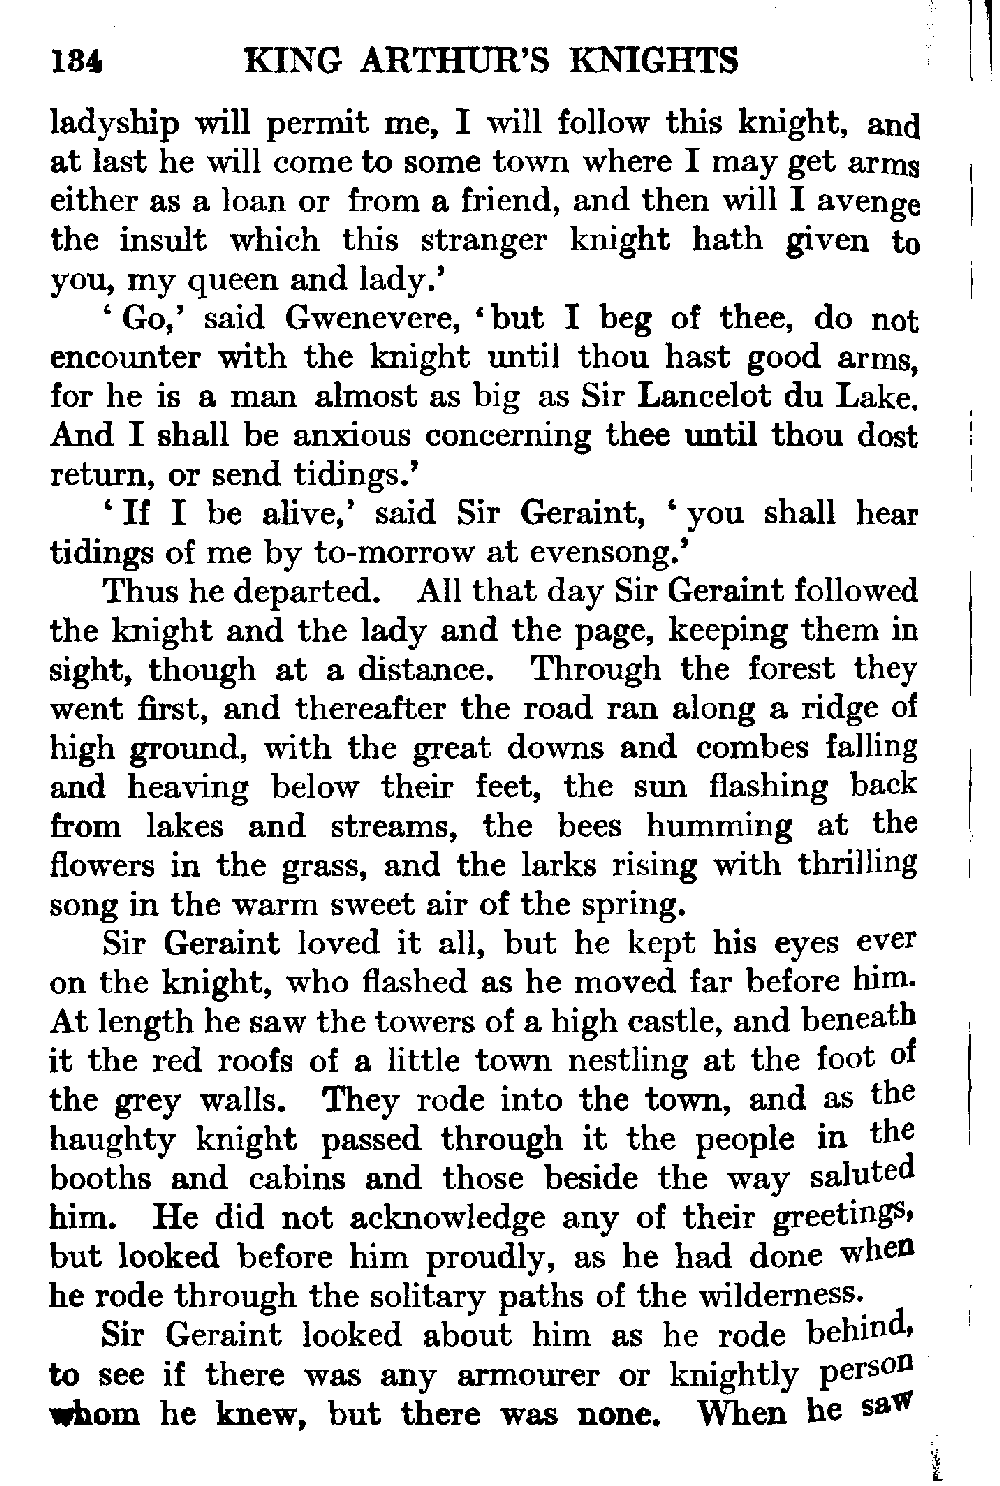 134 KING ARTHUR'S KNIGHTS
ladyship will permit me, I will follow this knight, and
at last he will come to some town where I may get arms
either as a loan or from a friend, and then will I avenge
the insult which this stranger knight hath given to
you, my queen and lady.'
' Go,' said Gwenevere, 'but I beg of thee, do not
encounter with the knight until thou hast good arms,
for he is a man almost as big as Sir Lancelot du Lake.
And I shall be anxious concerning thee until thou dost
return, or send tidings.'
' If I be alive,' said Sir Geraint, ' you shall hear
tidings of me by to-morrow at evensong.'
Thus he departed. All that day Sir Geraint followed
the knight and the lady and the page, keeping them in
sight, though at a distance. Through the forest they
went first, and thereafter the road ran along a ridge of
high ground, with the great downs and combes falling
and heaving below their feet, the sun flashing back
from lakes and streams, the bees humming at the
flowers in the grass, and the larks rising with thrilling
song in the warm sweet air of the spring.
Sir Geraint loved it all, but he kept his eyes ever
on the knight, who flashed as he moved far before him.
At length he saw the towers of a high castle, and beneath
it the red roofs of a little town nestling at the foot of
the grey walls. They rode into the town, and as the
haughty knight passed through it the people in the
booths and cabins and those beside the way saluted
him. He did not acknowledge any of their greetings,
but looked before him proudly, as he had done when
he rode through the solitary paths of the wilderness.
Sir Geraint looked about him as he rode behind,
to see if there was any armourer or knightly person
whom he knew, but there was none. When he saw